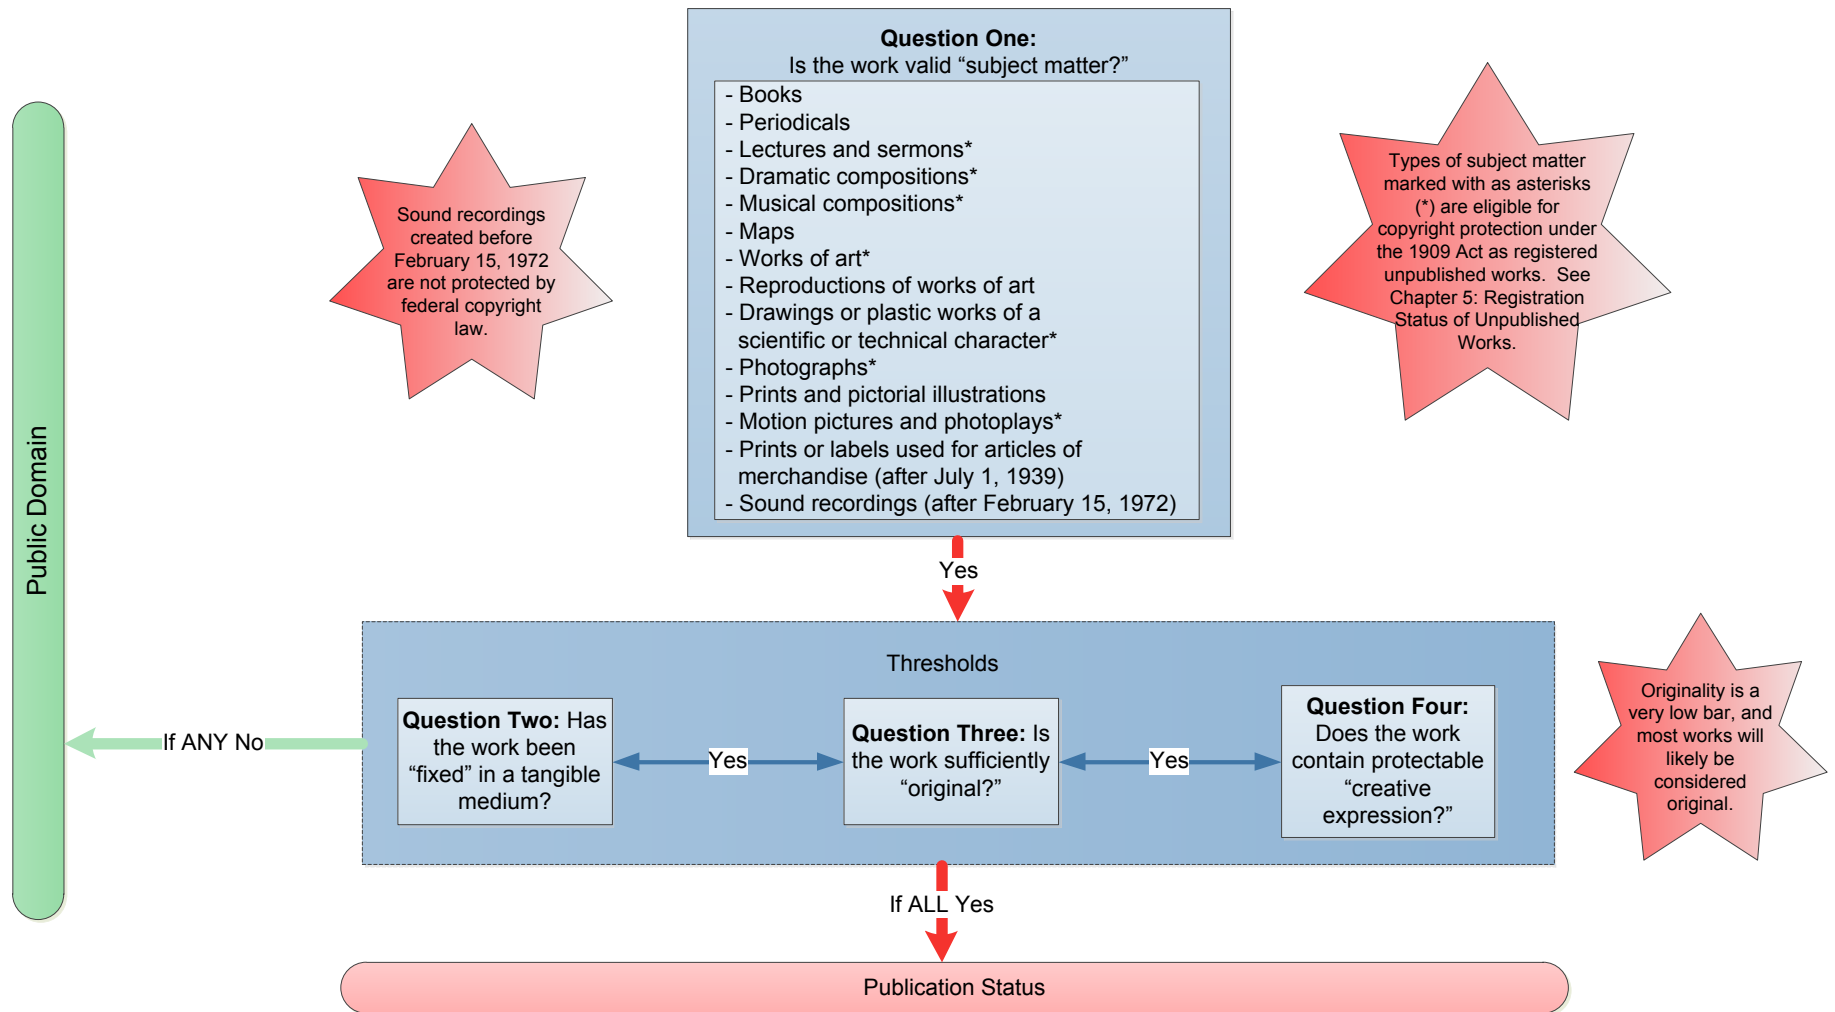 Question One:
Is the work valid “subject matter?”
- Books
- Periodicals
- Lectures and sermons*
- Dramatic compositions*
- Musical compositions*
- Maps
- Works of art*
- Reproductions of works of art
- Drawings or plastic works of a
scientific or technical character*
- Photographs*
- Prints and pictorial illustrations
- Motion pictures and photoplays*
- Prints or labels used for articles of
merchandise (after July 1, 1939)
- Sound recordings (after February 15, 1972)
Sound recordings
created before
February 15, 1972
are not protected by
federal copyright
law.
Types of subject matter
marked with as asterisks
(*) are eligible for
copyright protection under
the 1909 Act as registered
unpublished works.  See
Chapter 5: Registration
Status of Unpublished
Works.
Public Domain
Yes
Thresholds
Question Two: Has
the work been
“fixed” in a tangible
medium?
Yes
Question Three: Is
the work sufficiently
“original?”
Yes
Question Four:
Does the work
contain protectable
“creative
expression?”
If ANY No
Originality is a
very low bar, and
most works will
likely be
considered
original.
If ALL Yes
Publication Status